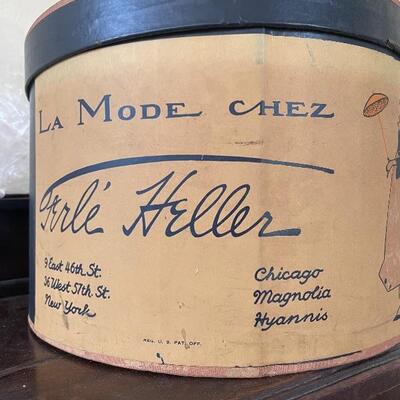 La Mode chez
Ferlé Heller
9 East 46th St.
36 West 57th St.
New York
Chicago
Magnolia
Hyannis
REG. U. S. PAT. OFF.